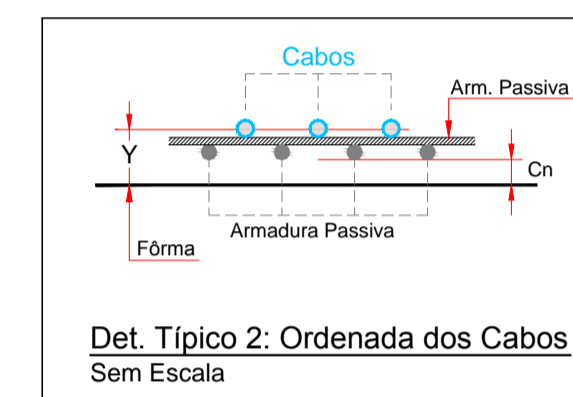 Cabos
Arm. Passiva
Y
Cn
Armadura Passiva
Fôrma
Det. Típico 2: Ordenada dos Cabos
Sem Escala